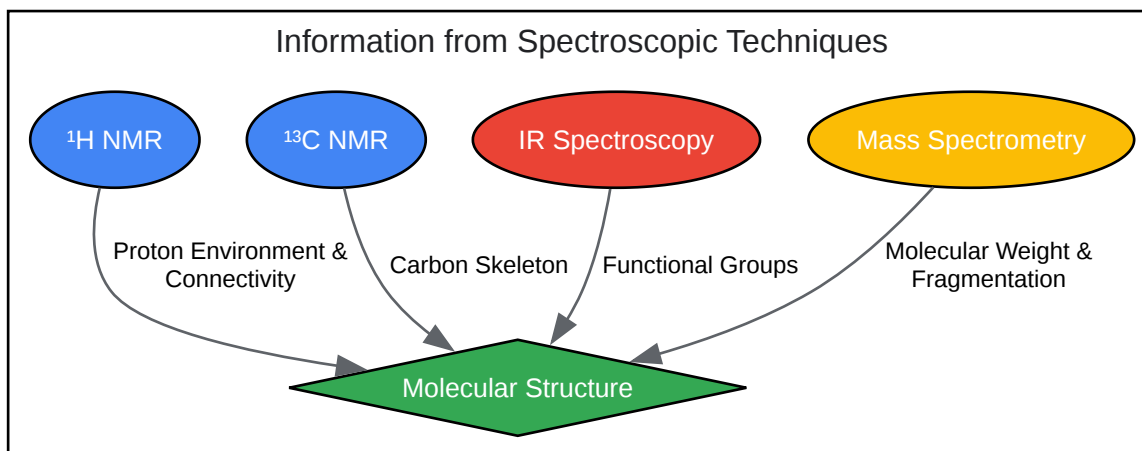 Information from Spectroscopic Techniques
¹H NMR
¹³C NMR
IR Spectroscopy
Mass Spectrometry
Proton Environment &
Connectivity
Carbon Skeleton
Functional Groups
Molecular Weight &
Fragmentation
Molecular Structure